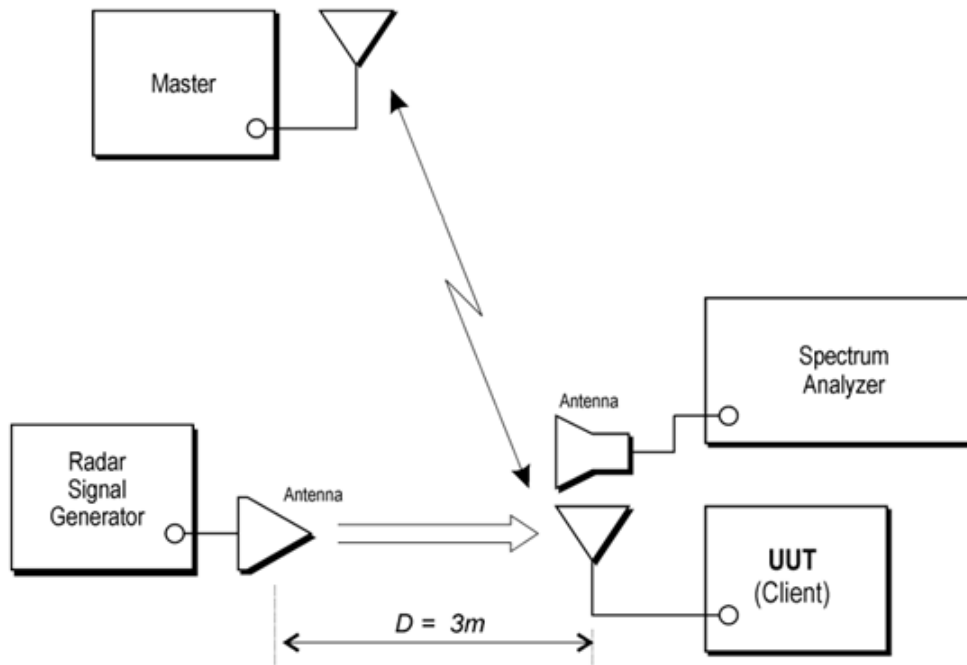 Master
Spectrum
Analyzer
Antenna
Radar
Signal
Generator
Antenna
UUT
(Client)
D = 3m